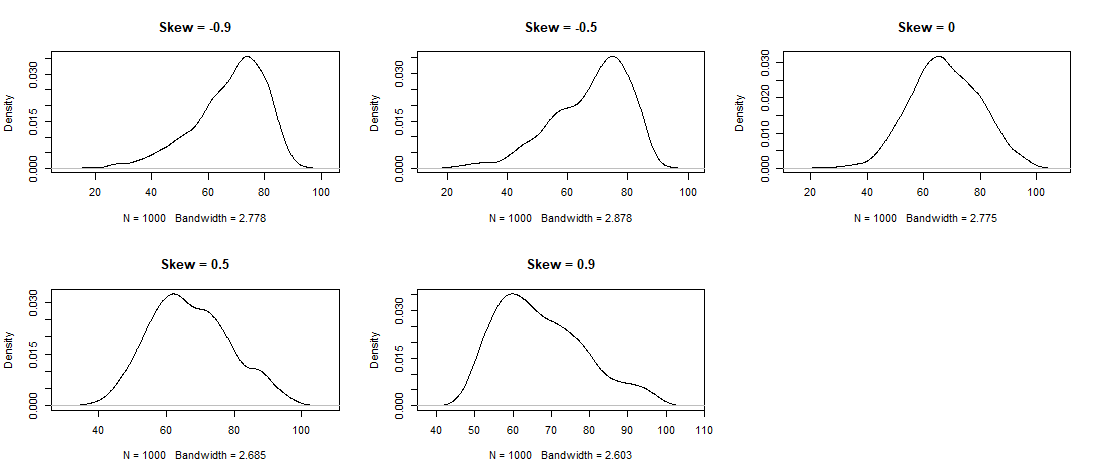 Skew = -0.9
Density
0.000 0.015 0.030
20 40 60 80 100
N = 1000 Bandwidth = 2.778
Skew = -0.5
Density
0.000 0.015 0.030
20 40 60 80 100
N = 1000 Bandwidth = 2.878
Skew = 0
Density
0.000 0.010 0.020 0.030
20 40 60 80 100
N = 1000 Bandwidth = 2.775
Skew = 0.5
Density
0.000 0.015 0.030
40 60 80 100
N = 1000 Bandwidth = 2.685
Skew = 0.9
Density
0.000 0.015 0.030
40 50 60 70 80 90 100 110
N = 1000 Bandwidth = 2.603